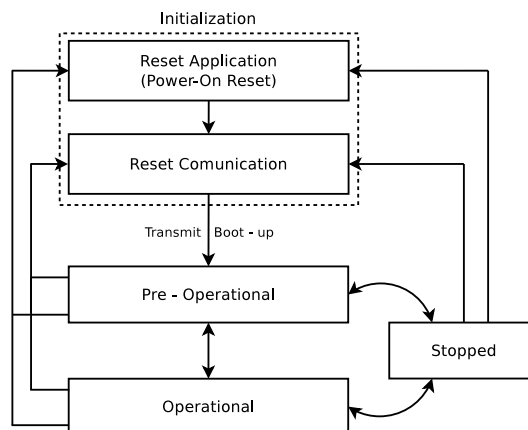 Initialization
Reset Application
(Power-On Reset)
Reset Comunication
Transmit Boot - up
Pre - Operational
Stopped
Operational